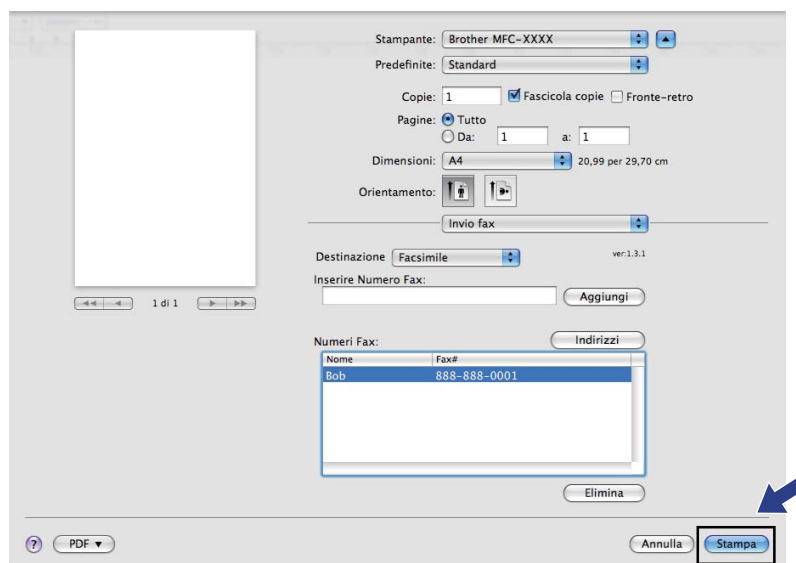 Stampante: Brother MFC-XXXX
Predefinite: Standard
Copie: 1 Fascicola copie Fronte-retro
Pagine: Tutto
Da: 1 a: 1
Dimensioni: A4 20,99 per 29,70 cm
Orientamento:
Invio fax
Destinazione Facsimile ver:1.3.1
Inserire Numero Fax:
Aggiungi
1 di 1
Numeri Fax: Indirizzi
Nome Fax#
Bob 888-888-0001
Elimina
? PDF Annulla Stampa